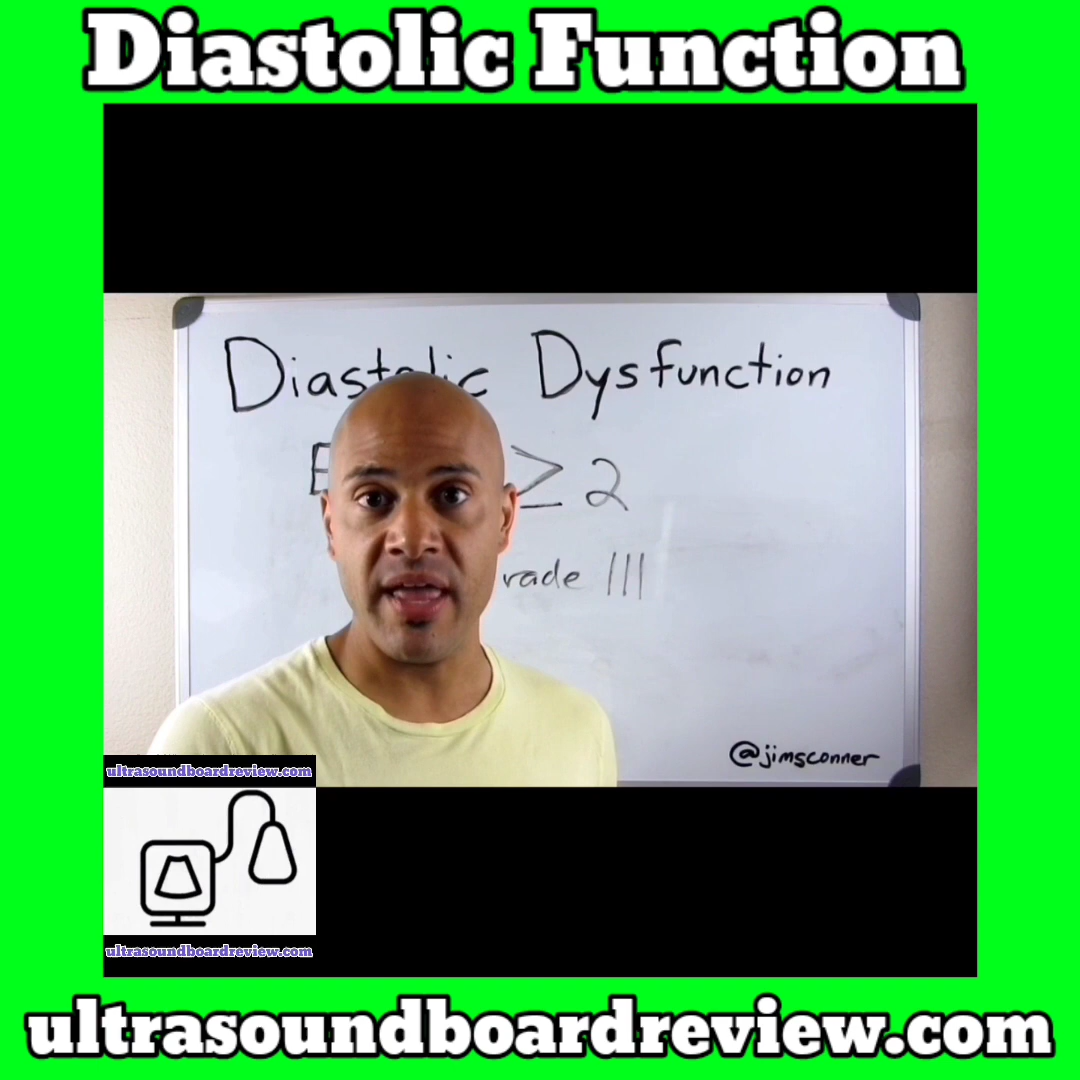 Diastolic Function
Diastolic Dysfunction
E ≥ 2
rade III
@jimsconner
ultrasoundboardreview.com
ultrasoundboardreview.com
ultrasoundboardreview.com